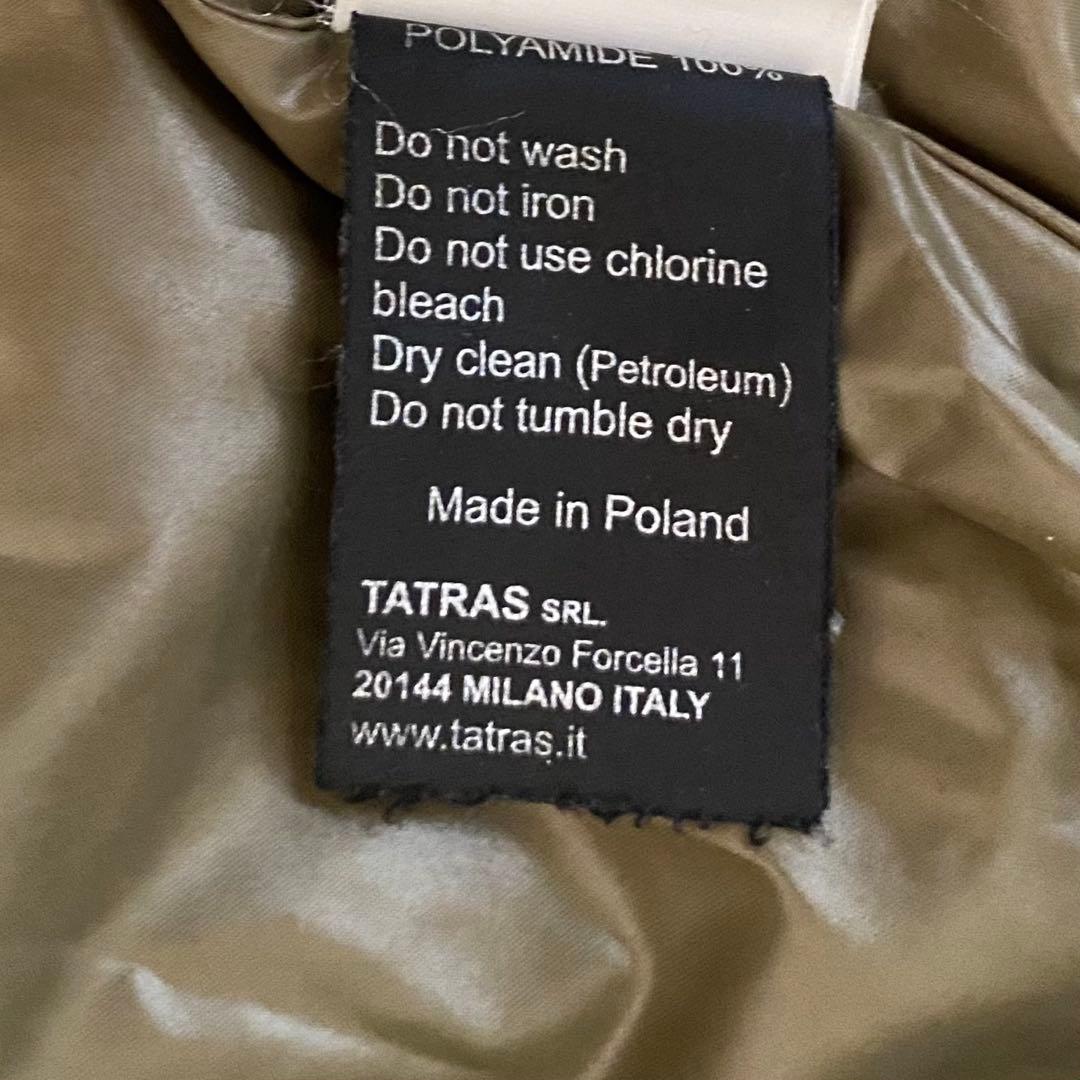 POLYAMIDE 100%
Do not wash
Do not iron
Do not use chlorine
bleach
Dry clean (Petroleum)
Do not tumble dry
Made in Poland
TATRAS SRL.
Via Vincenzo Forcella 11
20144 MILANO ITALY
www.tatras.it